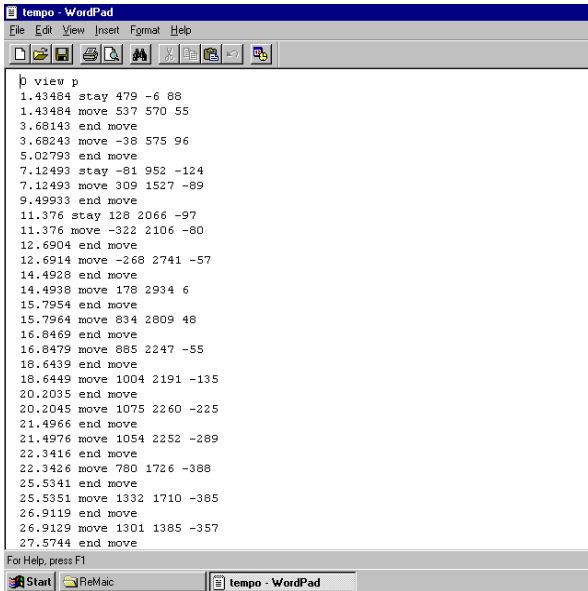 tempo - WordPad
File Edit View Insert Format Help
0 view p
1.43484 stay 479 -6 88
1.43484 move 537 570 55
3.68143 end move
3.68243 move -38 575 96
5.02793 end move
7.12493 stay -81 952 -124
7.12493 move 309 1527 -89
9.49933 end move
11.376 stay 128 2066 -97
11.376 move -322 2106 -80
12.6904 end move
12.6914 move -268 2741 -57
14.4928 end move
14.4938 move 178 2934 6
15.7954 end move
15.7964 move 834 2809 48
16.8469 end move
16.8479 move 885 2247 -55
18.6439 end move
18.6449 move 1004 2191 -135
20.2035 end move
20.2045 move 1075 2260 -225
21.4966 end move
21.4976 move 1054 2252 -289
22.3416 end move
22.3426 move 780 1726 -388
25.5341 end move
25.5351 move 1332 1710 -385
26.9119 end move
26.9129 move 1301 1385 -357
27.5744 end move
For Help, press F1
Start ReMaic tempo - WordPad